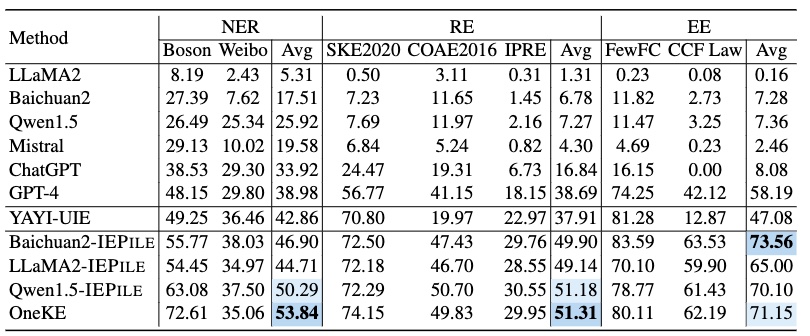 Method NER RE EE
Boson Weibo Avg SKE2020 COAE2016 IPRE Avg FewFC CCF Law Avg
LLaMA2 8.19 2.43 5.31 0.50 3.11 0.31 1.31 0.23 0.08 0.16
Baichuan2 27.39 7.62 17.51 7.23 11.65 1.45 6.78 11.82 2.73 7.28
Qwen1.5 26.49 25.34 25.92 7.69 11.97 2.16 7.27 11.47 3.25 7.36
Mistral 29.13 10.02 19.58 6.84 5.24 0.82 4.30 4.69 0.23 2.46
ChatGPT 38.53 29.30 33.92 24.47 19.31 6.73 16.84 16.15 0.00 8.08
GPT-4 48.15 29.80 38.98 56.77 41.15 18.15 38.69 74.25 42.12 58.19
YAYI-UIE 49.25 36.46 42.86 70.80 19.97 22.97 37.91 81.28 12.87 47.08
Baichuan2-IEPILE 55.77 38.03 46.90 72.50 47.43 29.76 49.90 83.59 63.53 73.56
LLaMA2-IEPILE 54.45 34.97 44.71 72.18 46.70 28.55 49.14 70.10 59.90 65.00
Qwen1.5-IEPILE 63.08 37.50 50.29 72.29 50.70 30.55 51.18 78.77 61.43 70.10
OneKE 72.61 35.06 53.84 74.15 49.83 29.95 51.31 80.11 62.19 71.15